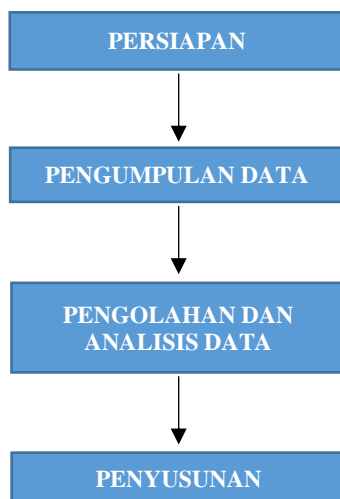 PERSIAPAN
PENGUMPULAN DATA
PENGOLAHAN DAN
ANALISIS DATA
PENYUSUNAN